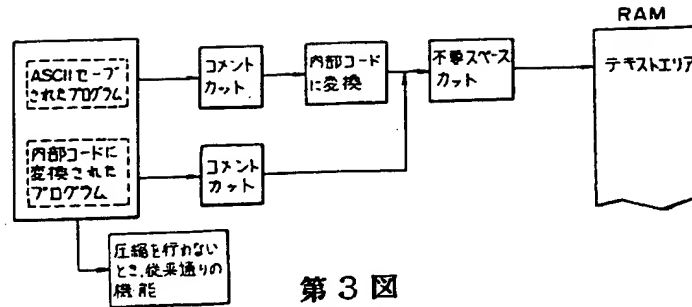 RAM
ASCIIセーブ
されたプログラム
コメント
カット
内部コード
に変換
不要スペース
カット
テキストエリア
内部コードに
変換された
プログラム
コメント
カット
圧縮を行わない
とき、従来通りの
機能
第3図